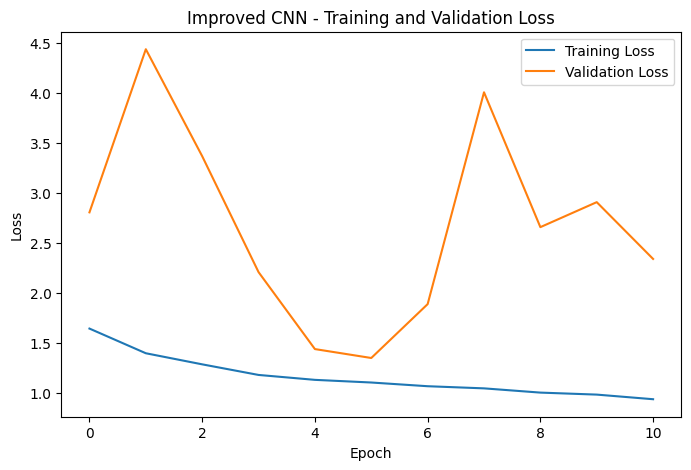 Improved CNN - Training and Validation Loss
Training Loss
Validation Loss
4.5
4.0
3.5
3.0
2.5
2.0
1.5
1.0
Loss
0 2 4 6 8 10
Epoch